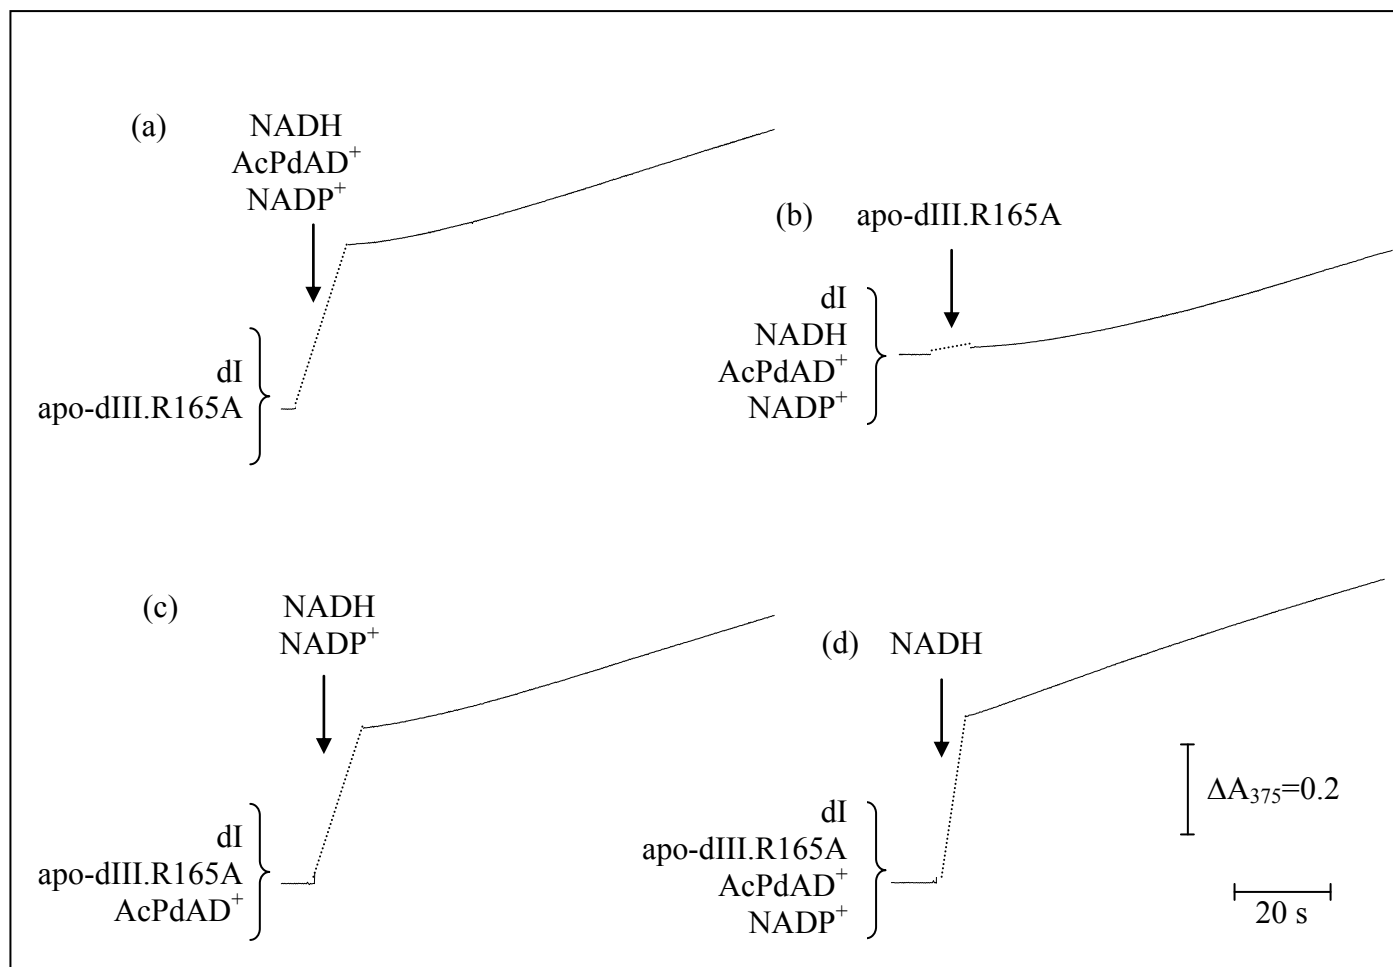 (a) NADH
AcPdAD⁺
NADP⁺
dI
apo-dIII.R165A
(b) apo-dIII.R165A
dI
NADH
AcPdAD⁺
NADP⁺
(c) NADH
NADP⁺
dI
apo-dIII.R165A
AcPdAD⁺
(d) NADH
dI
apo-dIII.R165A
AcPdAD⁺
NADP⁺
ΔA₃₇₅=0.2
20 s